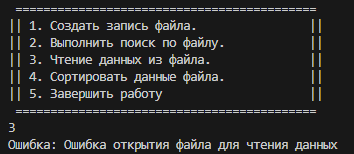 ==========================================
|| 1. Создать запись файла. ||
|| 2. Выполнить поиск по файлу. ||
|| 3. Чтение данных из файла. ||
|| 4. Сортировать данные файла. ||
|| 5. Завершить работу ||
==========================================
3
Ошибка: Ошибка открытия файла для чтения данных